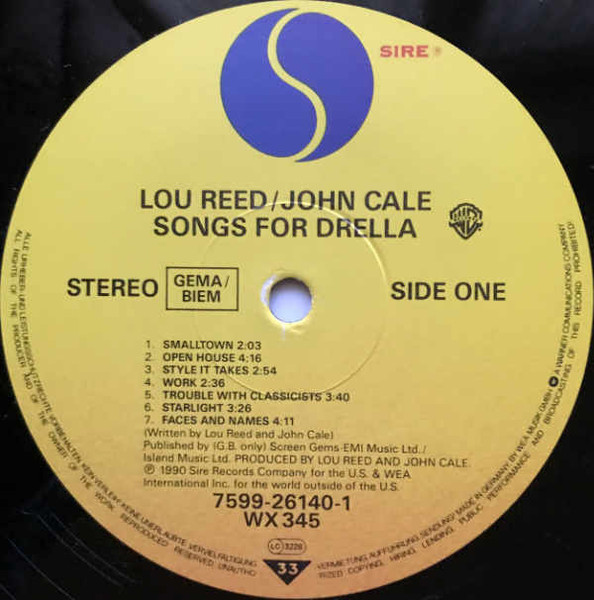 SIRE ®
LOU REED/JOHN CALE
SONGS FOR DRELLA
STEREO
GEMA/
BIEM
SIDE ONE
1. SMALLTOWN 2:03
2. OPEN HOUSE 4:16
3. STYLE IT TAKES 2:54
4. WORK 2:36
5. TROUBLE WITH CLASSICISTS 3:40
6. STARLIGHT 3:26
7. FACES AND NAMES 4:11
(Written by Lou Reed and John Cale)
Published by (G.B. only) Screen Gems-EMI Music Ltd./
Island Music Ltd. PRODUCED BY LOU REED AND JOHN CALE.
℗ 1990 Sire Records Company for the U.S. & WEA
International Inc. for the world outside of the U.S.
7599-26140-1
WX 345
LC 3228
33
ALLE URHEBER- UND LEISTUNGSSCHUTZRECHTE VORBEHALTEN. KEIN VERLEIH! KEINE UNERLAUBTE VERVIELFÄLTIGUNG,
VERMIETUNG, AUFFÜHRUNG, SENDUNG! MADE IN GERMANY BY WEA MUSIK GMBH A WARNER COMMUNICATIONS COMPANY
ALL RIGHTS OF THE PRODUCER AND OF THE OWNER OF THE WORK REPRODUCED RESERVED. UNAUTHO-
RIZED COPYING, HIRING, LENDING, PUBLIC PERFORMANCE AND BROADCASTING OF THIS RECORD PROHIBITED.